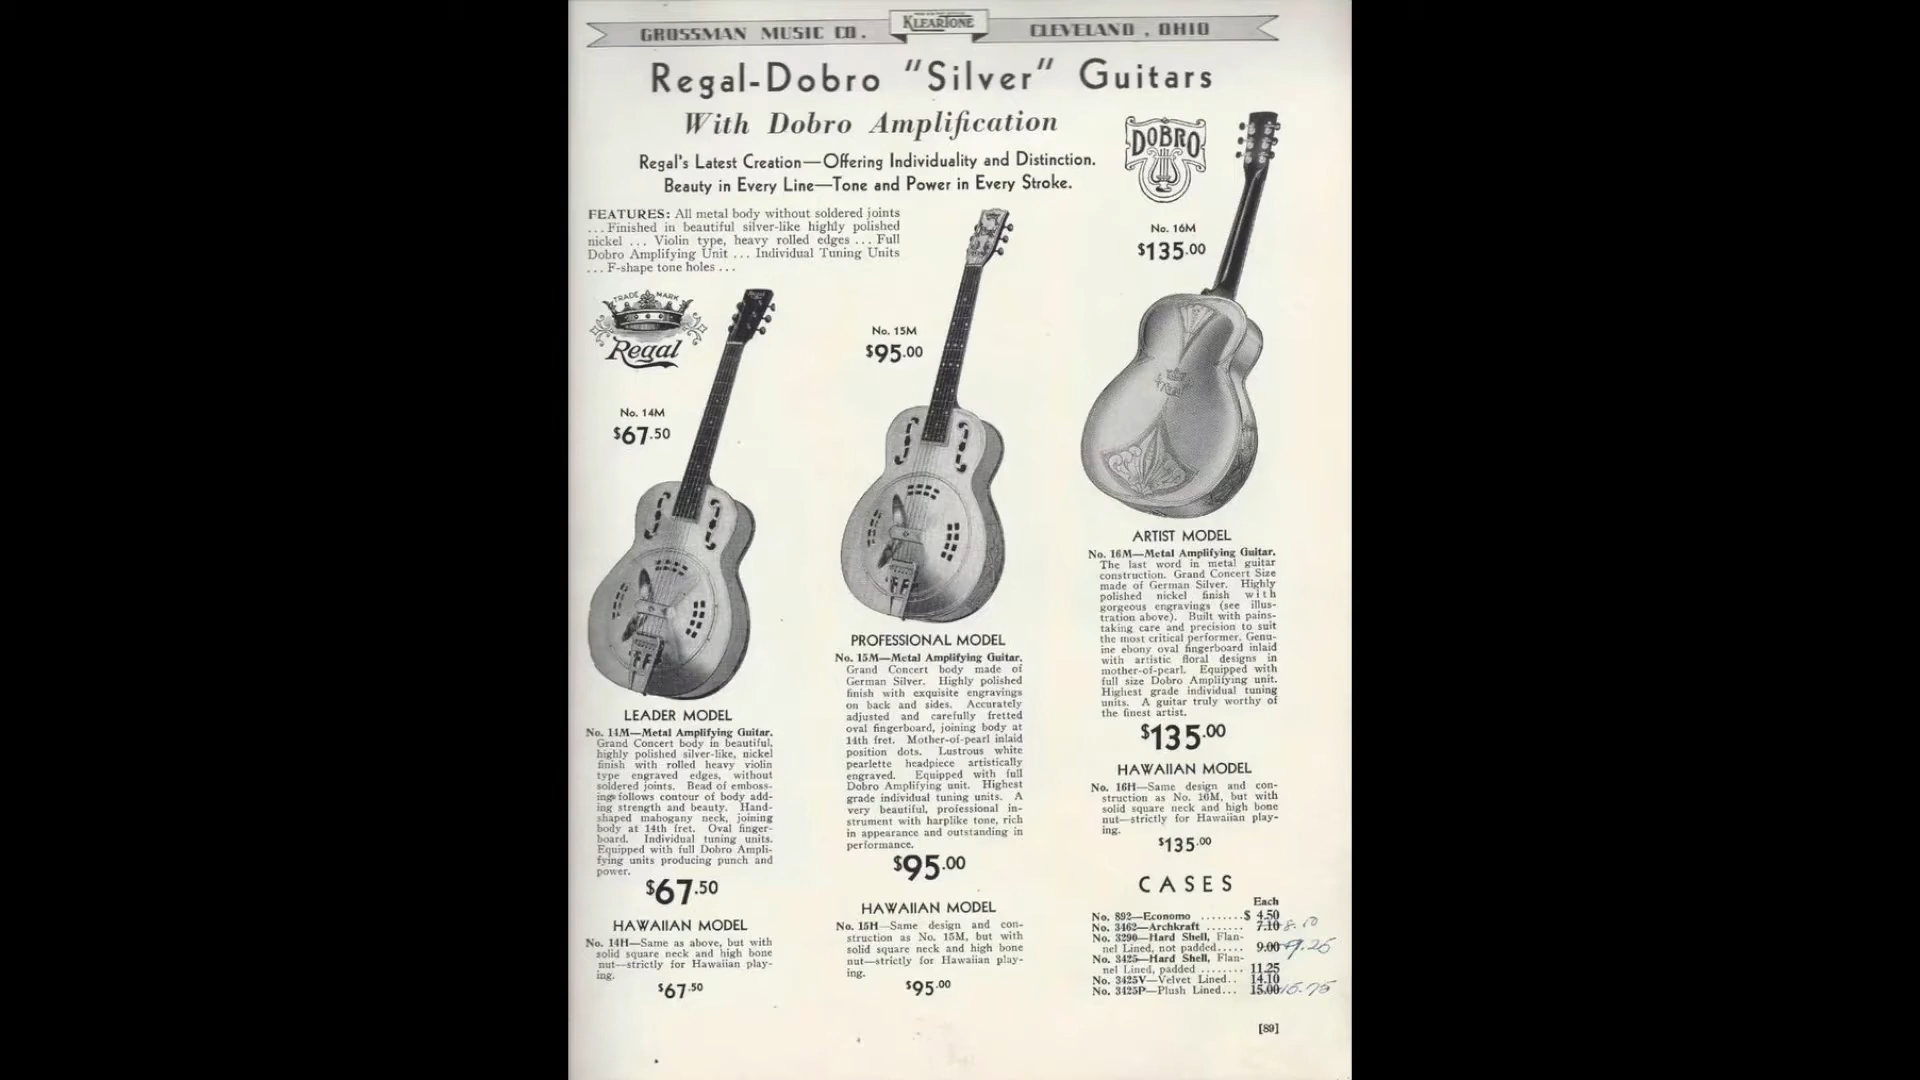 GROSSMAN MUSIC CO.
KLEARTONE
CLEVELAND, OHIO
Regal-Dobro "Silver" Guitars
With Dobro Amplification
Regal's Latest Creation—Offering Individuality and Distinction.
Beauty in Every Line—Tone and Power in Every Stroke.
DOBRO
FEATURES: All metal body without soldered joints
... Finished in beautiful silver-like highly polished
nickel ... Violin type, heavy rolled edges ... Full
Dobro Amplifying Unit ... Individual Tuning Units
... F-shape tone holes ...
TRADE MARK
Regal
No. 14M
$67.50
LEADER MODEL
No. 14M—Metal Amplifying Guitar.
Grand Concert body in beautiful,
highly polished silver-like, nickel
finish with rolled heavy violin
type engraved edges, without
soldered joints. Bead of emboss-
ings follows contour of body add-
ing strength and beauty. Hand-
shaped mahogany neck, joining
body at 14th fret. Oval finger-
board. Individual tuning units.
Equipped with full Dobro Ampli-
fying units producing punch and
power.
$67.50
HAWAIIAN MODEL
No. 14H—Same as above, but with
solid square neck and high bone
nut—strictly for Hawaiian play-
ing.
$67.50
No. 15M
$95.00
PROFESSIONAL MODEL
No. 15M—Metal Amplifying Guitar.
Grand Concert body made of
German Silver. Highly polished
finish with exquisite engravings
on back and sides. Accurately
adjusted and carefully fretted
oval fingerboard, joining body at
14th fret. Mother-of-pearl inlaid
position dots. Lustrous white
pearlette headpiece artistically
engraved. Equipped with full
Dobro Amplifying unit. Highest
grade individual tuning units. A
very beautiful, professional in-
strument with harplike tone, rich
in appearance and outstanding in
performance.
$95.00
HAWAIIAN MODEL
No. 15H—Same design and con-
struction as No. 15M, but with
solid square neck and high bone
nut—strictly for Hawaiian play-
ing.
$95.00
No. 16M
$135.00
ARTIST MODEL
No. 16M—Metal Amplifying Guitar.
The last word in metal guitar
construction. Grand Concert Size
made of German Silver. Highly
polished nickel finish with
gorgeous engravings (see illus-
tration above). Built with pains-
taking care and precision to suit
the most critical performer. Genu-
ine ebony oval fingerboard inlaid
with artistic floral designs in
mother-of-pearl. Equipped with
full size Dobro Amplifying unit.
Highest grade individual tuning
units. A guitar truly worthy of
the finest artist.
$135.00
HAWAIIAN MODEL
No. 16H—Same design and con-
struction as No. 16M, but with
solid square neck and high bone
nut—strictly for Hawaiian play-
ing.
$135.00
CASES
Each
No. 892—Economo ........$ 4.50
No. 3462—Archkraft ....... 7.10
No. 3290—Hard Shell, Flan-
nel Lined, not padded..... 9.00 9.25
No. 3425—Hard Shell, Flan-
nel Lined, padded ........ 11.25
No. 3425V—Velvet Lined.. 14.10
No. 3425P—Plush Lined... 15.00 15.75
[89]